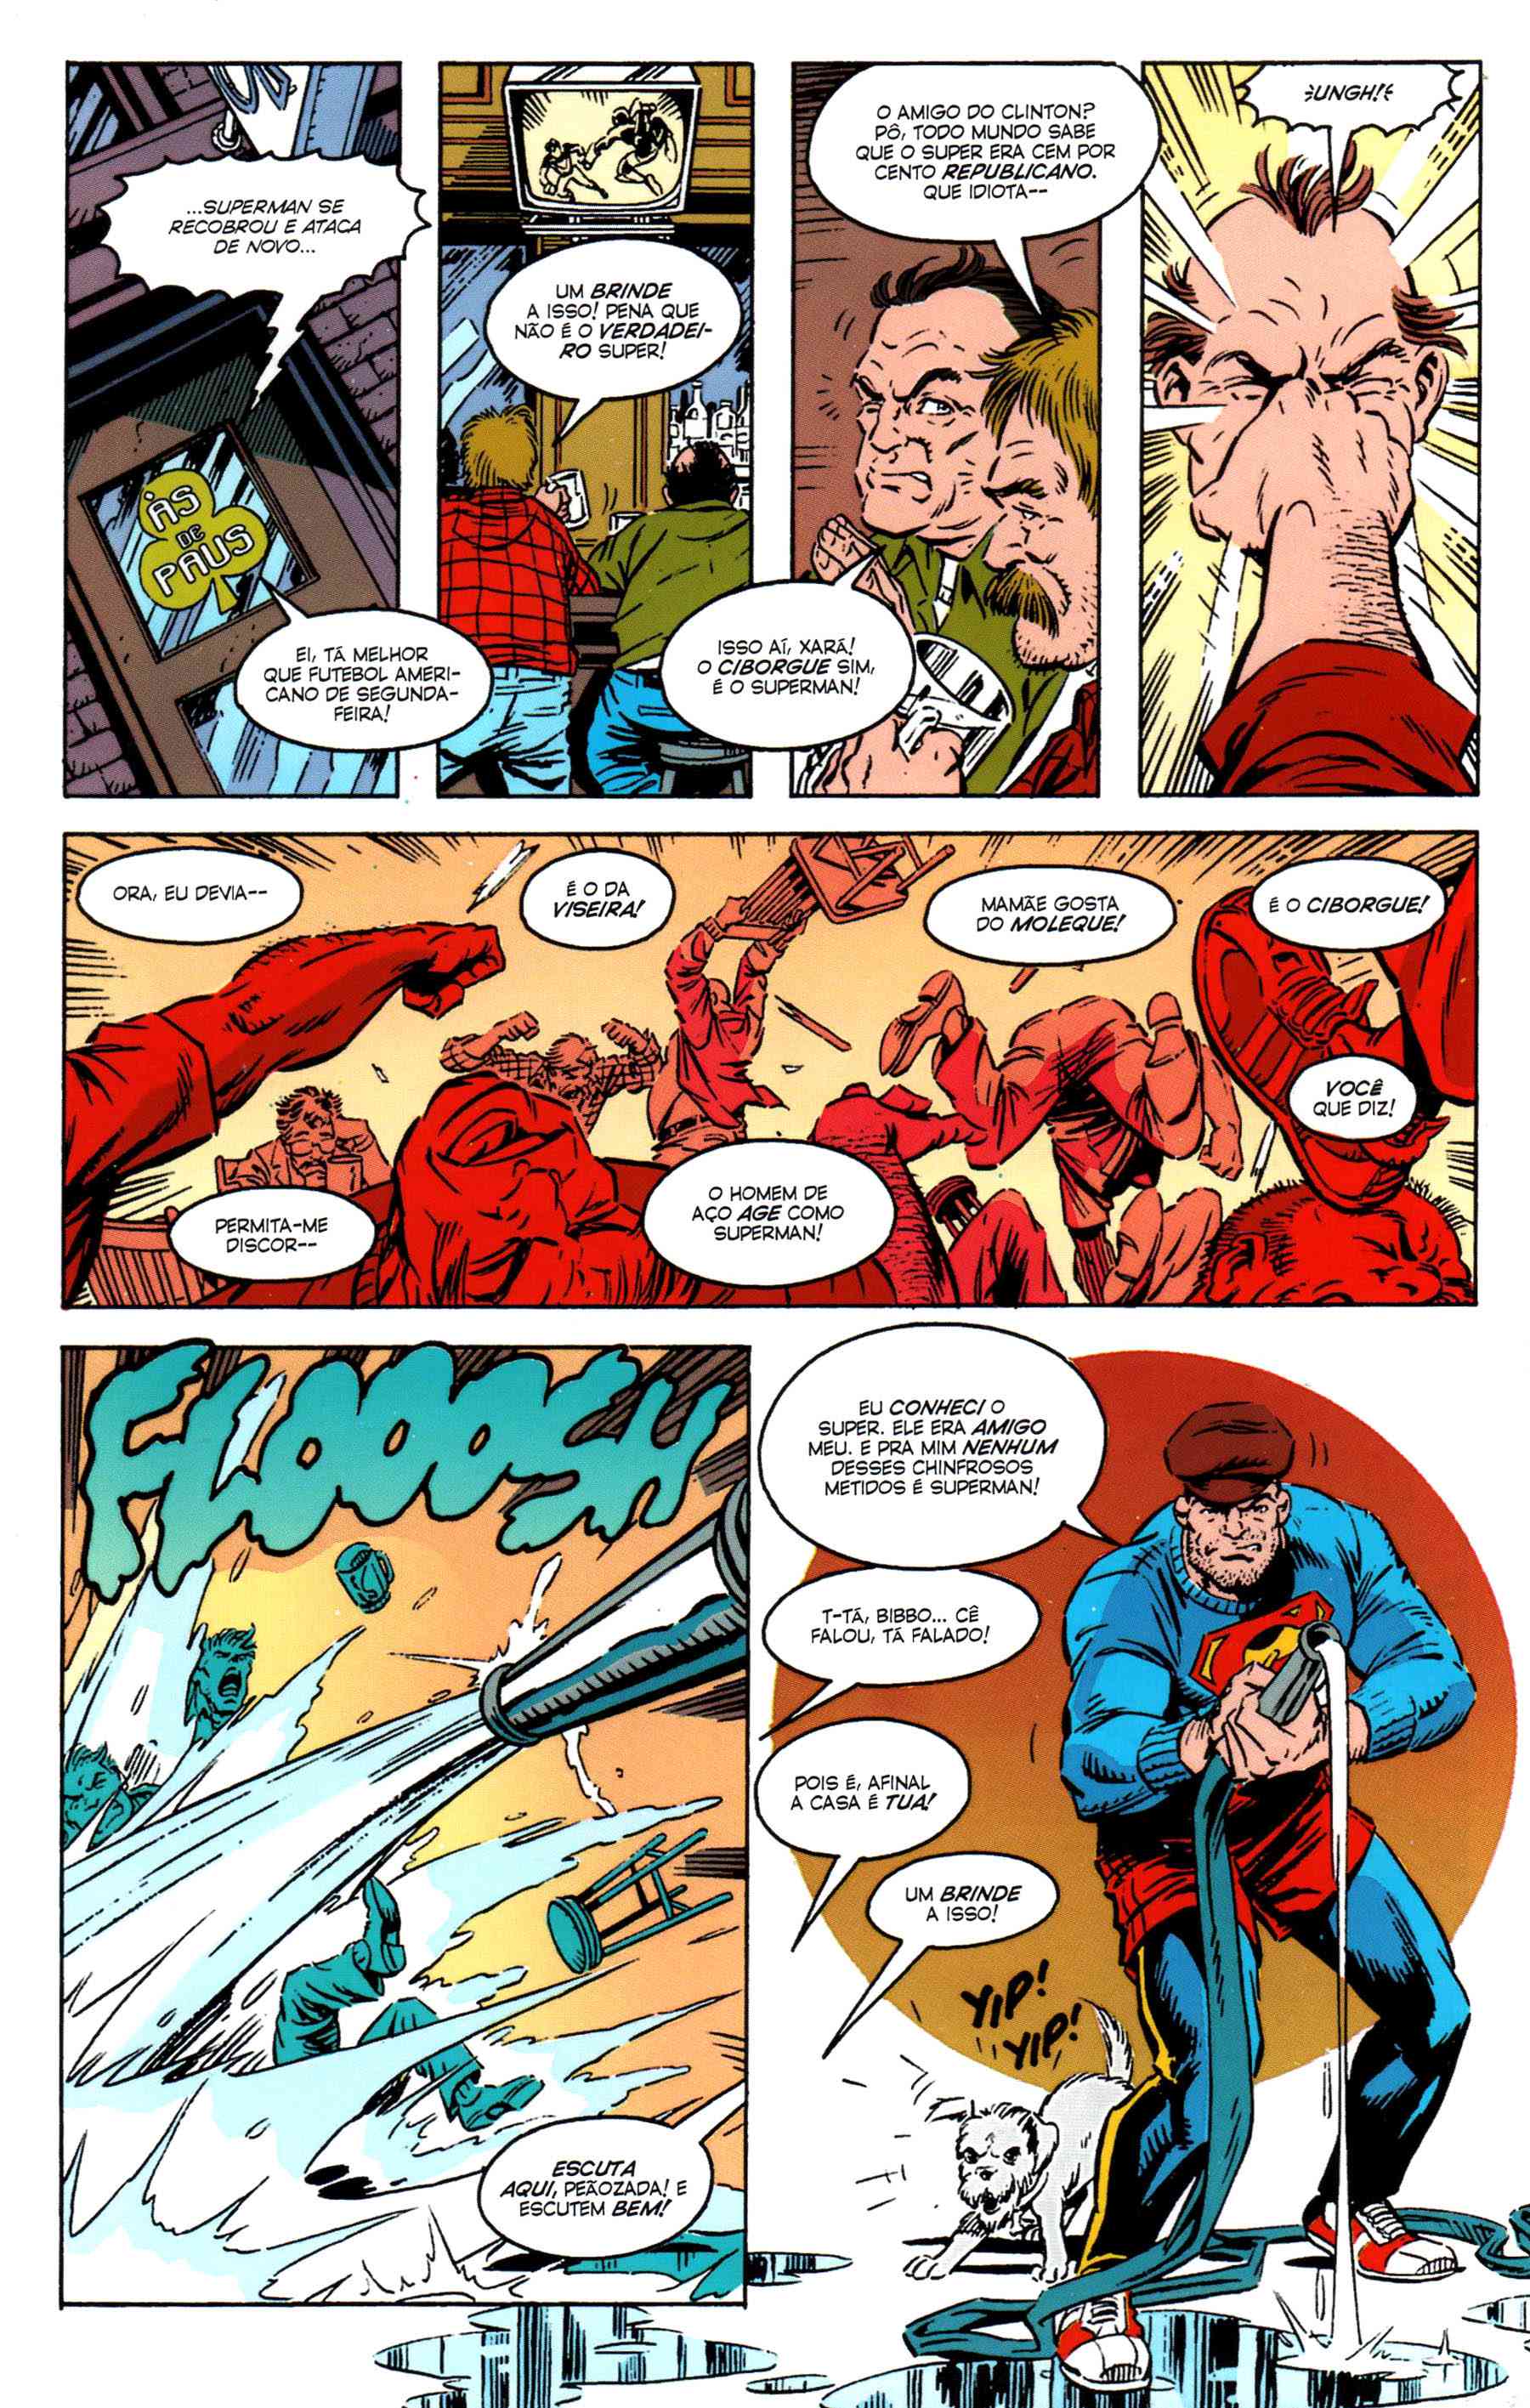 ...SUPERMAN SE
RECOBROU E ATACA
DE NOVO...
ÀS
DE
PAUS
EI, TÁ MELHOR
QUE FUTEBOL AMERI-
CANO DE SEGUNDA-
FEIRA!
UM BRINDE
A ISSO! PENA QUE
NÃO É O VERDADEI-
RO SUPER!
O AMIGO DO CLINTON?
PÔ, TODO MUNDO SABE
QUE O SUPER ERA CEM POR
CENTO REPUBLICANO.
QUE IDIOTA--
ISSO AÍ, XARÁ!
O CIBORGUE SIM,
É O SUPERMAN!
UNGH!
ORA, EU DEVIA--
É O DA
VISEIRA!
MAMÃE GOSTA
DO MOLEQUE!
É O CIBORGUE!
VOCÊ
QUE DIZ!
PERMITA-ME
DISCOR--
O HOMEM DE
AÇO AGE COMO
SUPERMAN!
FLOOOSH
ESCUTA
AQUI, PEÃOZADA! E
ESCUTEM BEM!
EU CONHECI O
SUPER. ELE ERA AMIGO
MEU. E PRA MIM NENHUM
DESSES CHINFROSOS
METIDOS É SUPERMAN!
T-TÁ, BIBBO... CÊ
FALOU, TÁ FALADO!
POIS É, AFINAL
A CASA É TUA!
UM BRINDE
A ISSO!
YIP!
YIP!